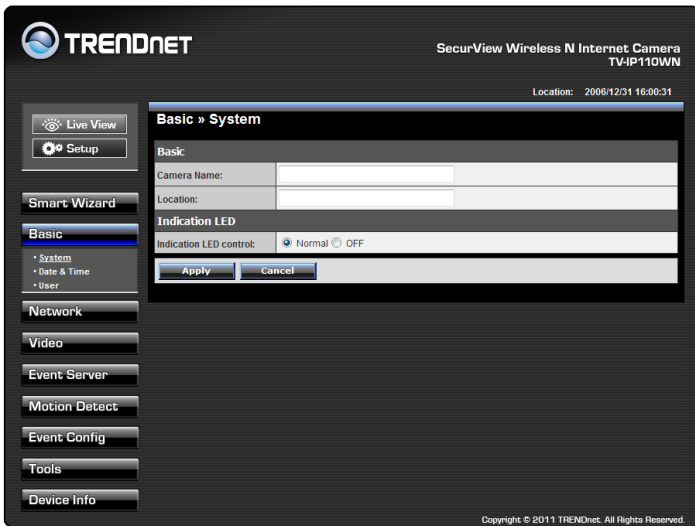 TRENDNET
SecurView Wireless N Internet Camera
TV-IP110WN
Location: 2006/12/31 16:00:31
Live View
Setup
Smart Wizard
Basic
• System
• Date & Time
• User
Network
Video
Event Server
Motion Detect
Event Config
Tools
Device Info
Basic » System
Basic
Camera Name:
Location:
Indication LED
Indication LED control: Normal OFF
Apply Cancel
Copyright © 2011 TRENDnet. All Rights Reserved.